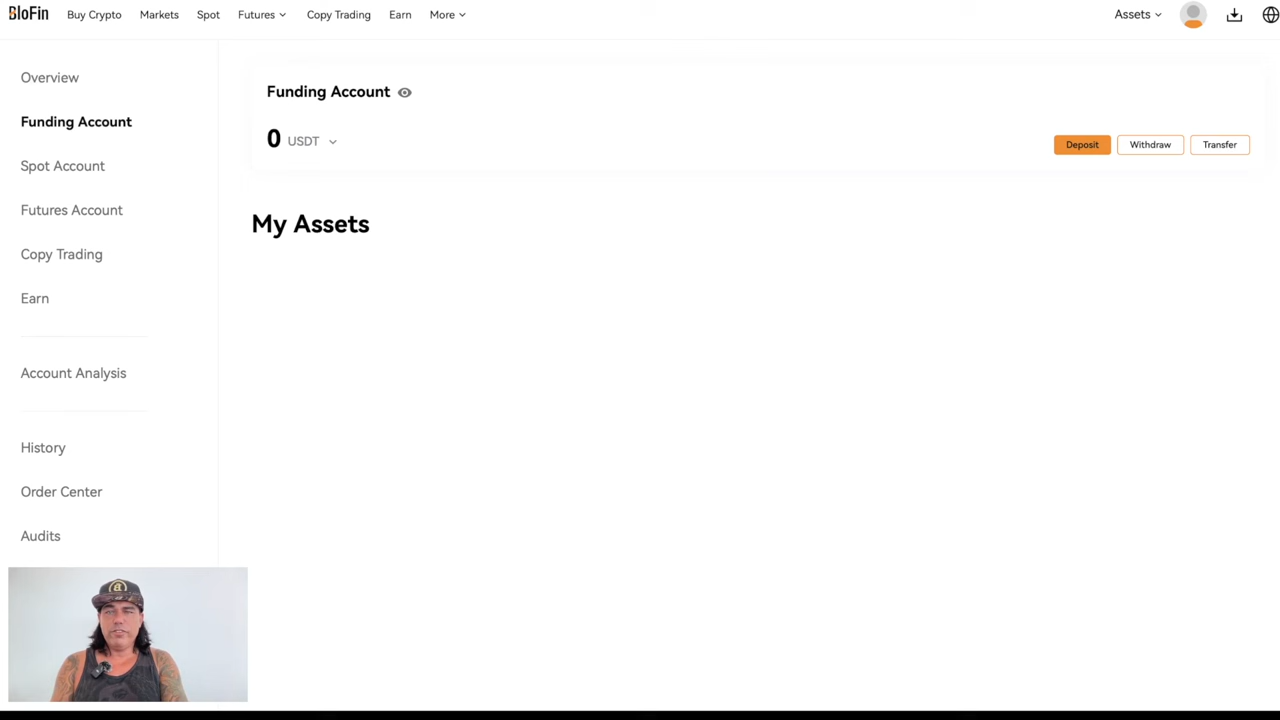 BloFin Buy Crypto Markets Spot Futures Copy Trading Earn More Assets
Overview
Funding Account
Spot Account
Futures Account
Copy Trading
Earn
Account Analysis
History
Order Center
Audits
Funding Account
0 USDT
Deposit Withdraw Transfer
My Assets
a